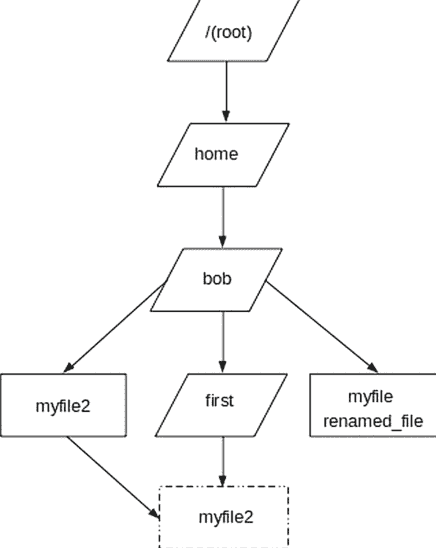 /(root)
home
bob
myfile2
first
myfile
renamed_file
myfile2